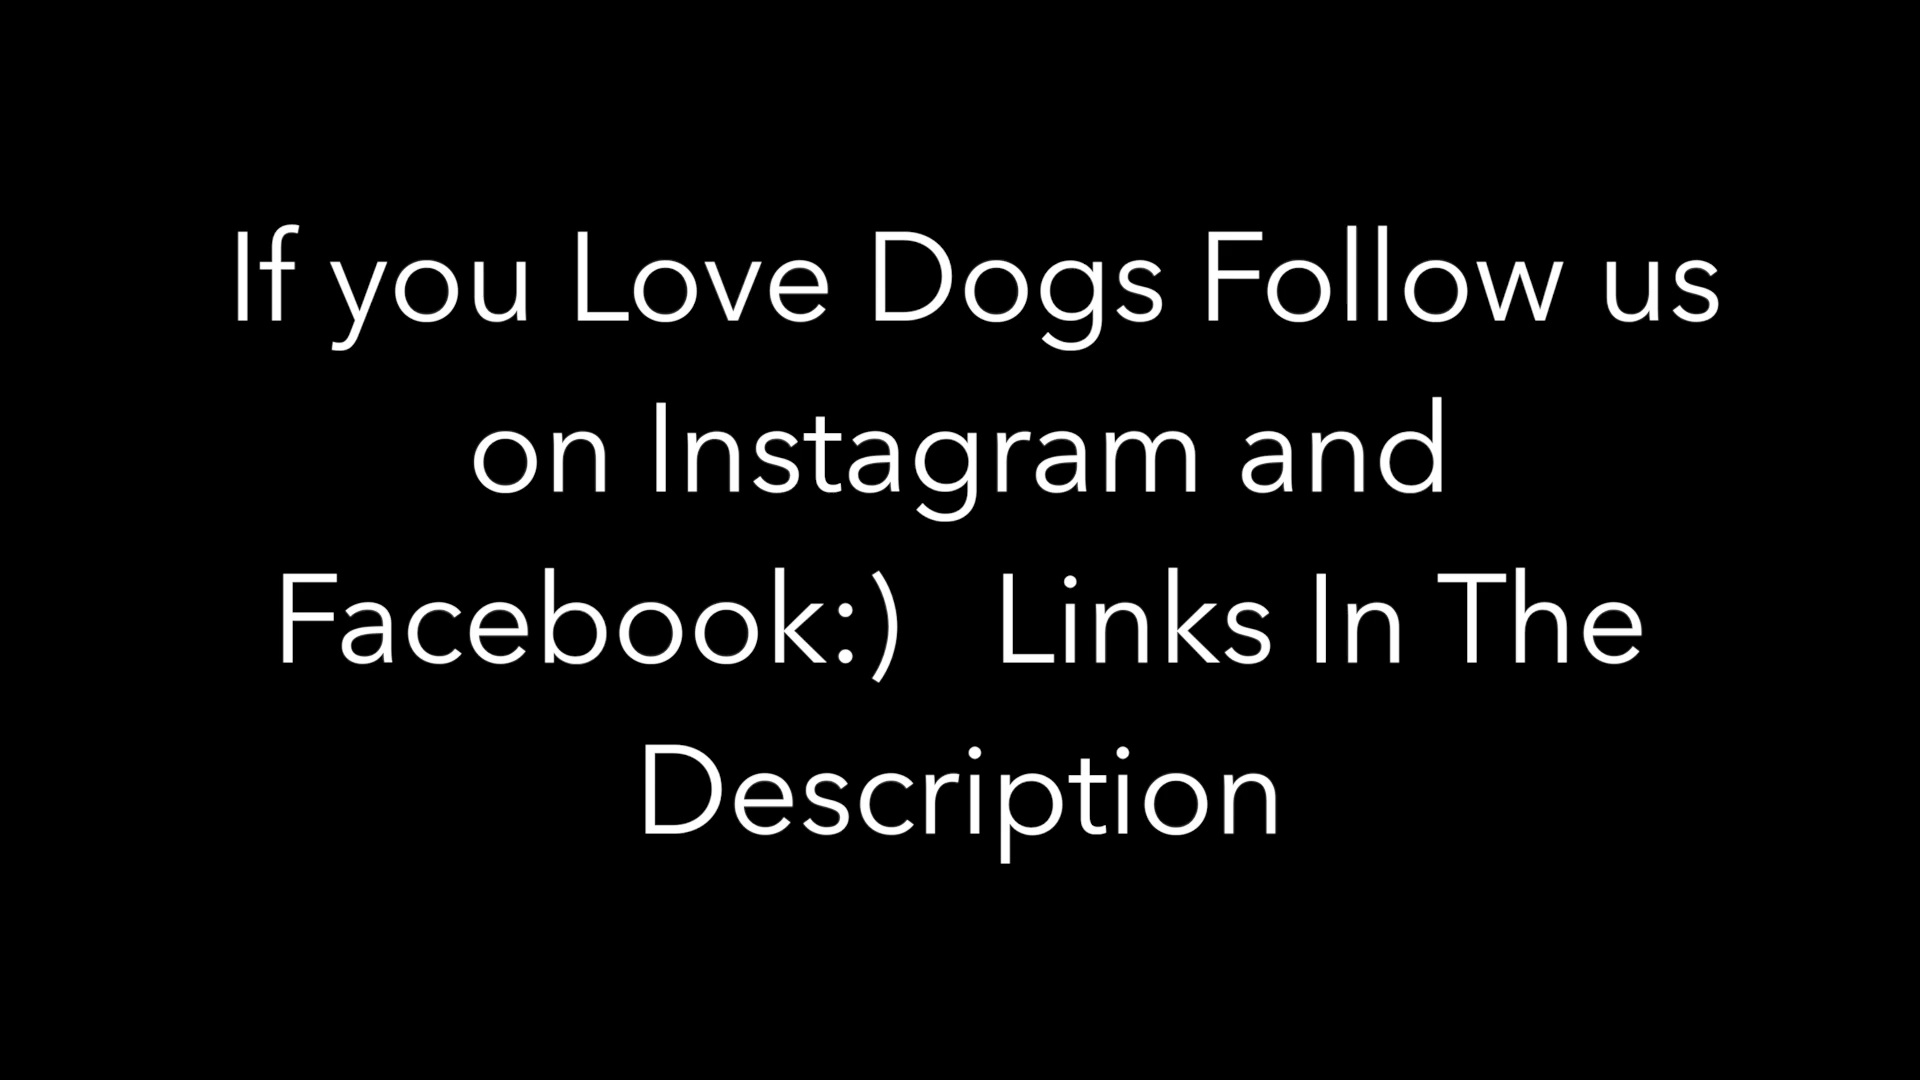 If you Love Dogs Follow us
on Instagram and
Facebook:)   Links In The
Description